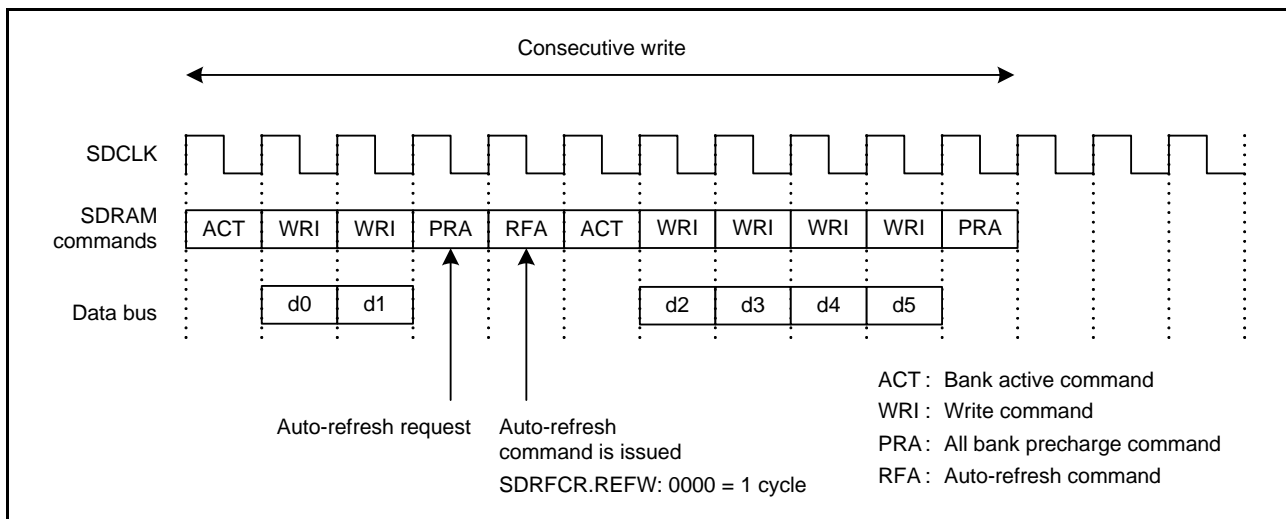 Consecutive write
SDCLK
SDRAM
commands
ACT WRI WRI PRA RFA ACT WRI WRI WRI WRI PRA
Data bus
d0 d1 d2 d3 d4 d5
Auto-refresh request
Auto-refresh
command is issued
SDRFCR.REFW: 0000 = 1 cycle
ACT : Bank active command
WRI : Write command
PRA : All bank precharge command
RFA : Auto-refresh command